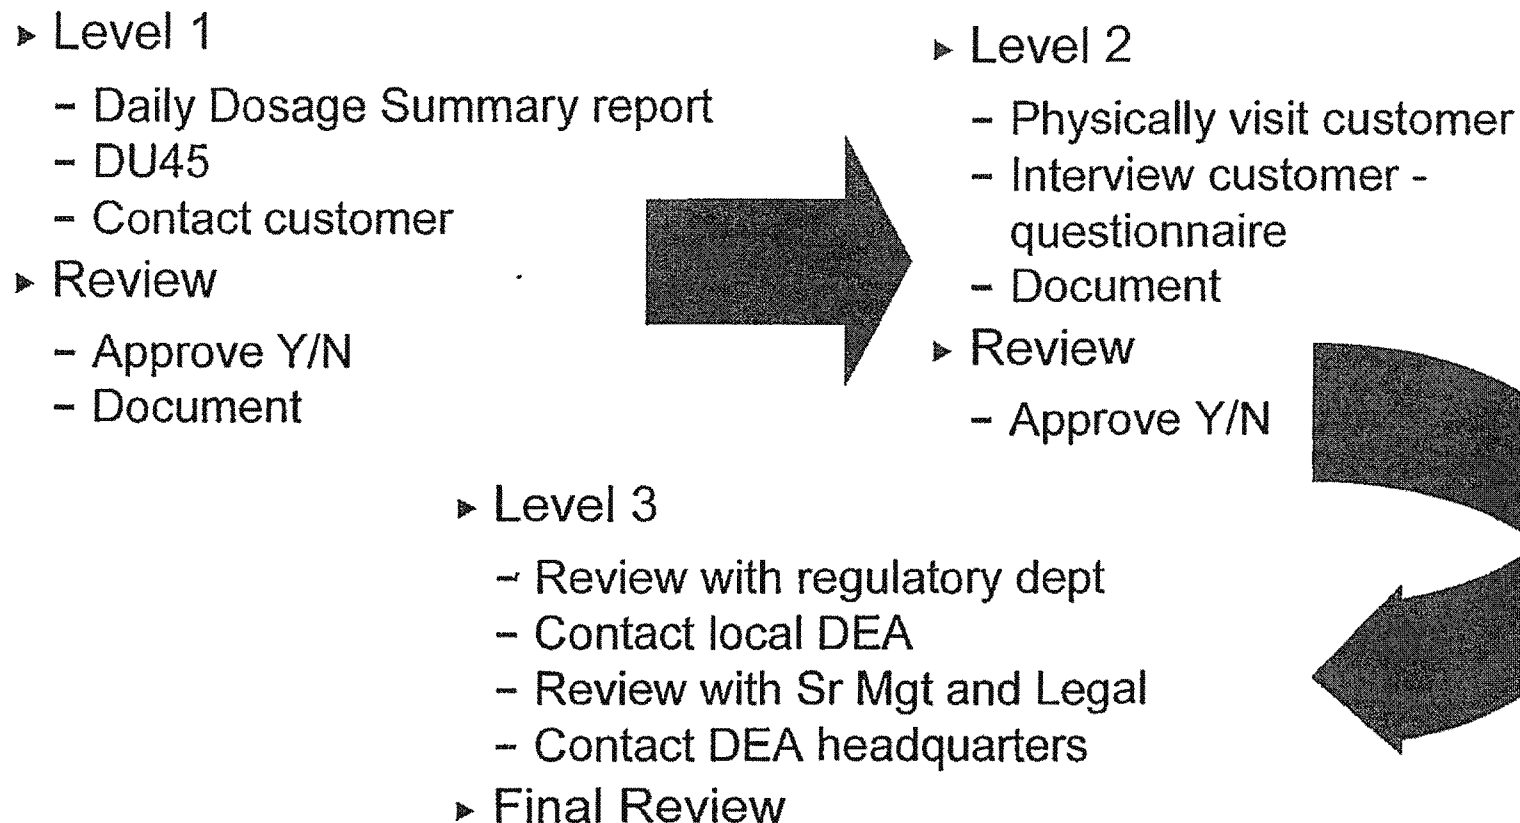 ▸ Level 1
– Daily Dosage Summary report
– DU45
– Contact customer
▸ Review
– Approve Y/N
– Document
▸ Level 2
– Physically visit customer
– Interview customer -
questionnaire
– Document
▸ Review
– Approve Y/N
▸ Level 3
– Review with regulatory dept
– Contact local DEA
– Review with Sr Mgt and Legal
– Contact DEA headquarters
▸ Final Review